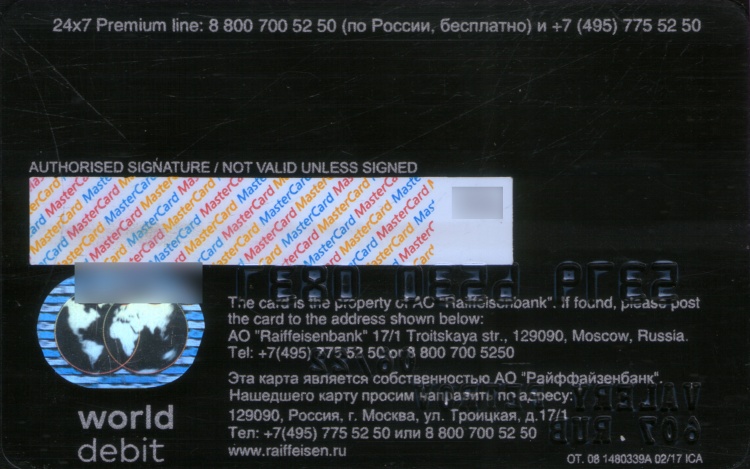 24x7 Premium line: 8 800 700 52 50 (по России, бесплатно) и +7 (495) 775 52 50
AUTHORISED SIGNATURE / NOT VALID UNLESS SIGNED
MasterCard MasterCard MasterCard MasterCard
The card is the property of AO "Raiffeisenbank". If found, please post
the card to the address shown below:
AO "Raiffeisenbank" 17/1 Troitskaya str., 129090, Moscow, Russia.
Tel: +7(495) 775 52 50 or 8 800 700 5250
Эта карта является собственностью АО "Райффайзенбанк".
Нашедшего карту просим направить по адресу:
129090, Россия, г. Москва, ул. Троицкая, д.17/1
Тел: +7(495) 775 52 50 или 8 800 700 52 50
www.raiffeisen.ru
world
debit
OT. 08 1480339A 02/17 ICA